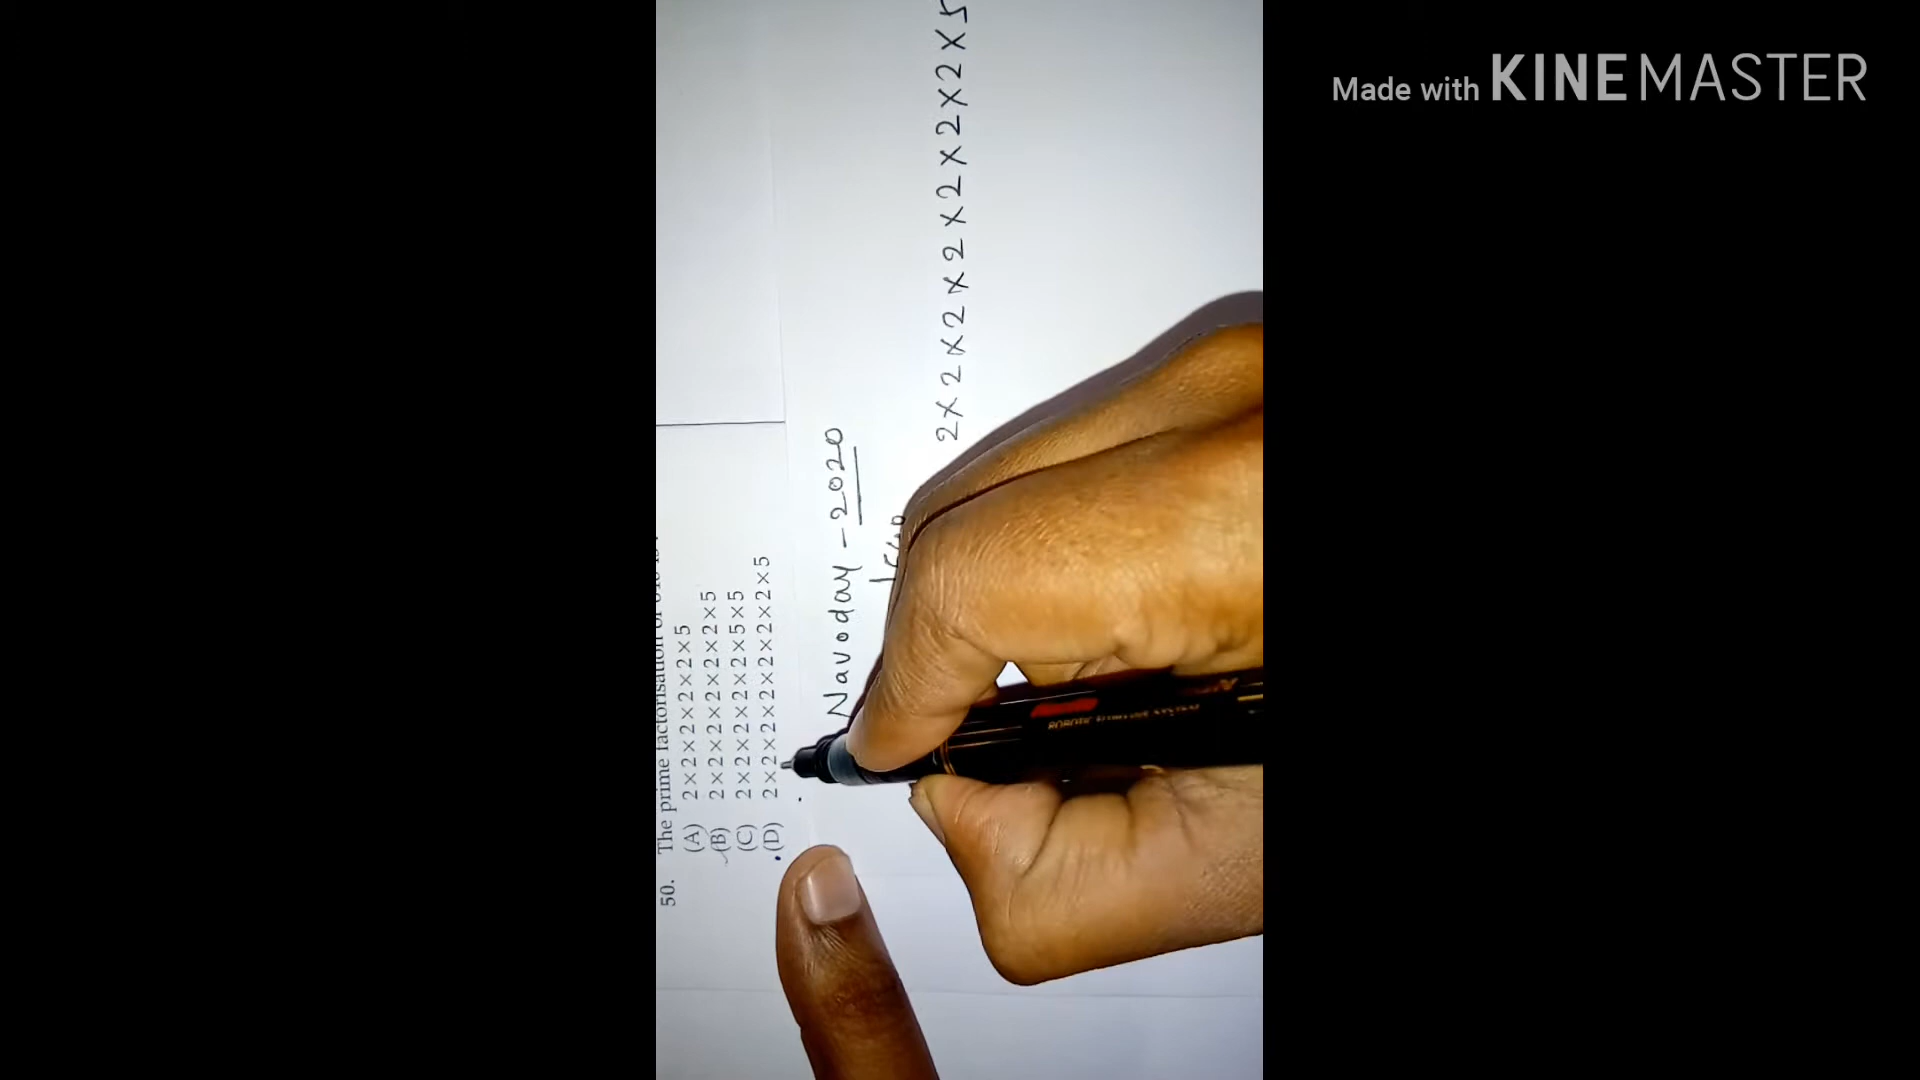 Made with KINEMASTER
50. The prime factorisation of
(A) 2×2×2×2×2×5
(B) 2×2×2×2×2×2×5
(C) 2×2×2×2×2×5×5
(D) 2×2×2×2×2×2×2×5
Navoday - 2020
2×2×2×2×2×2×2×5